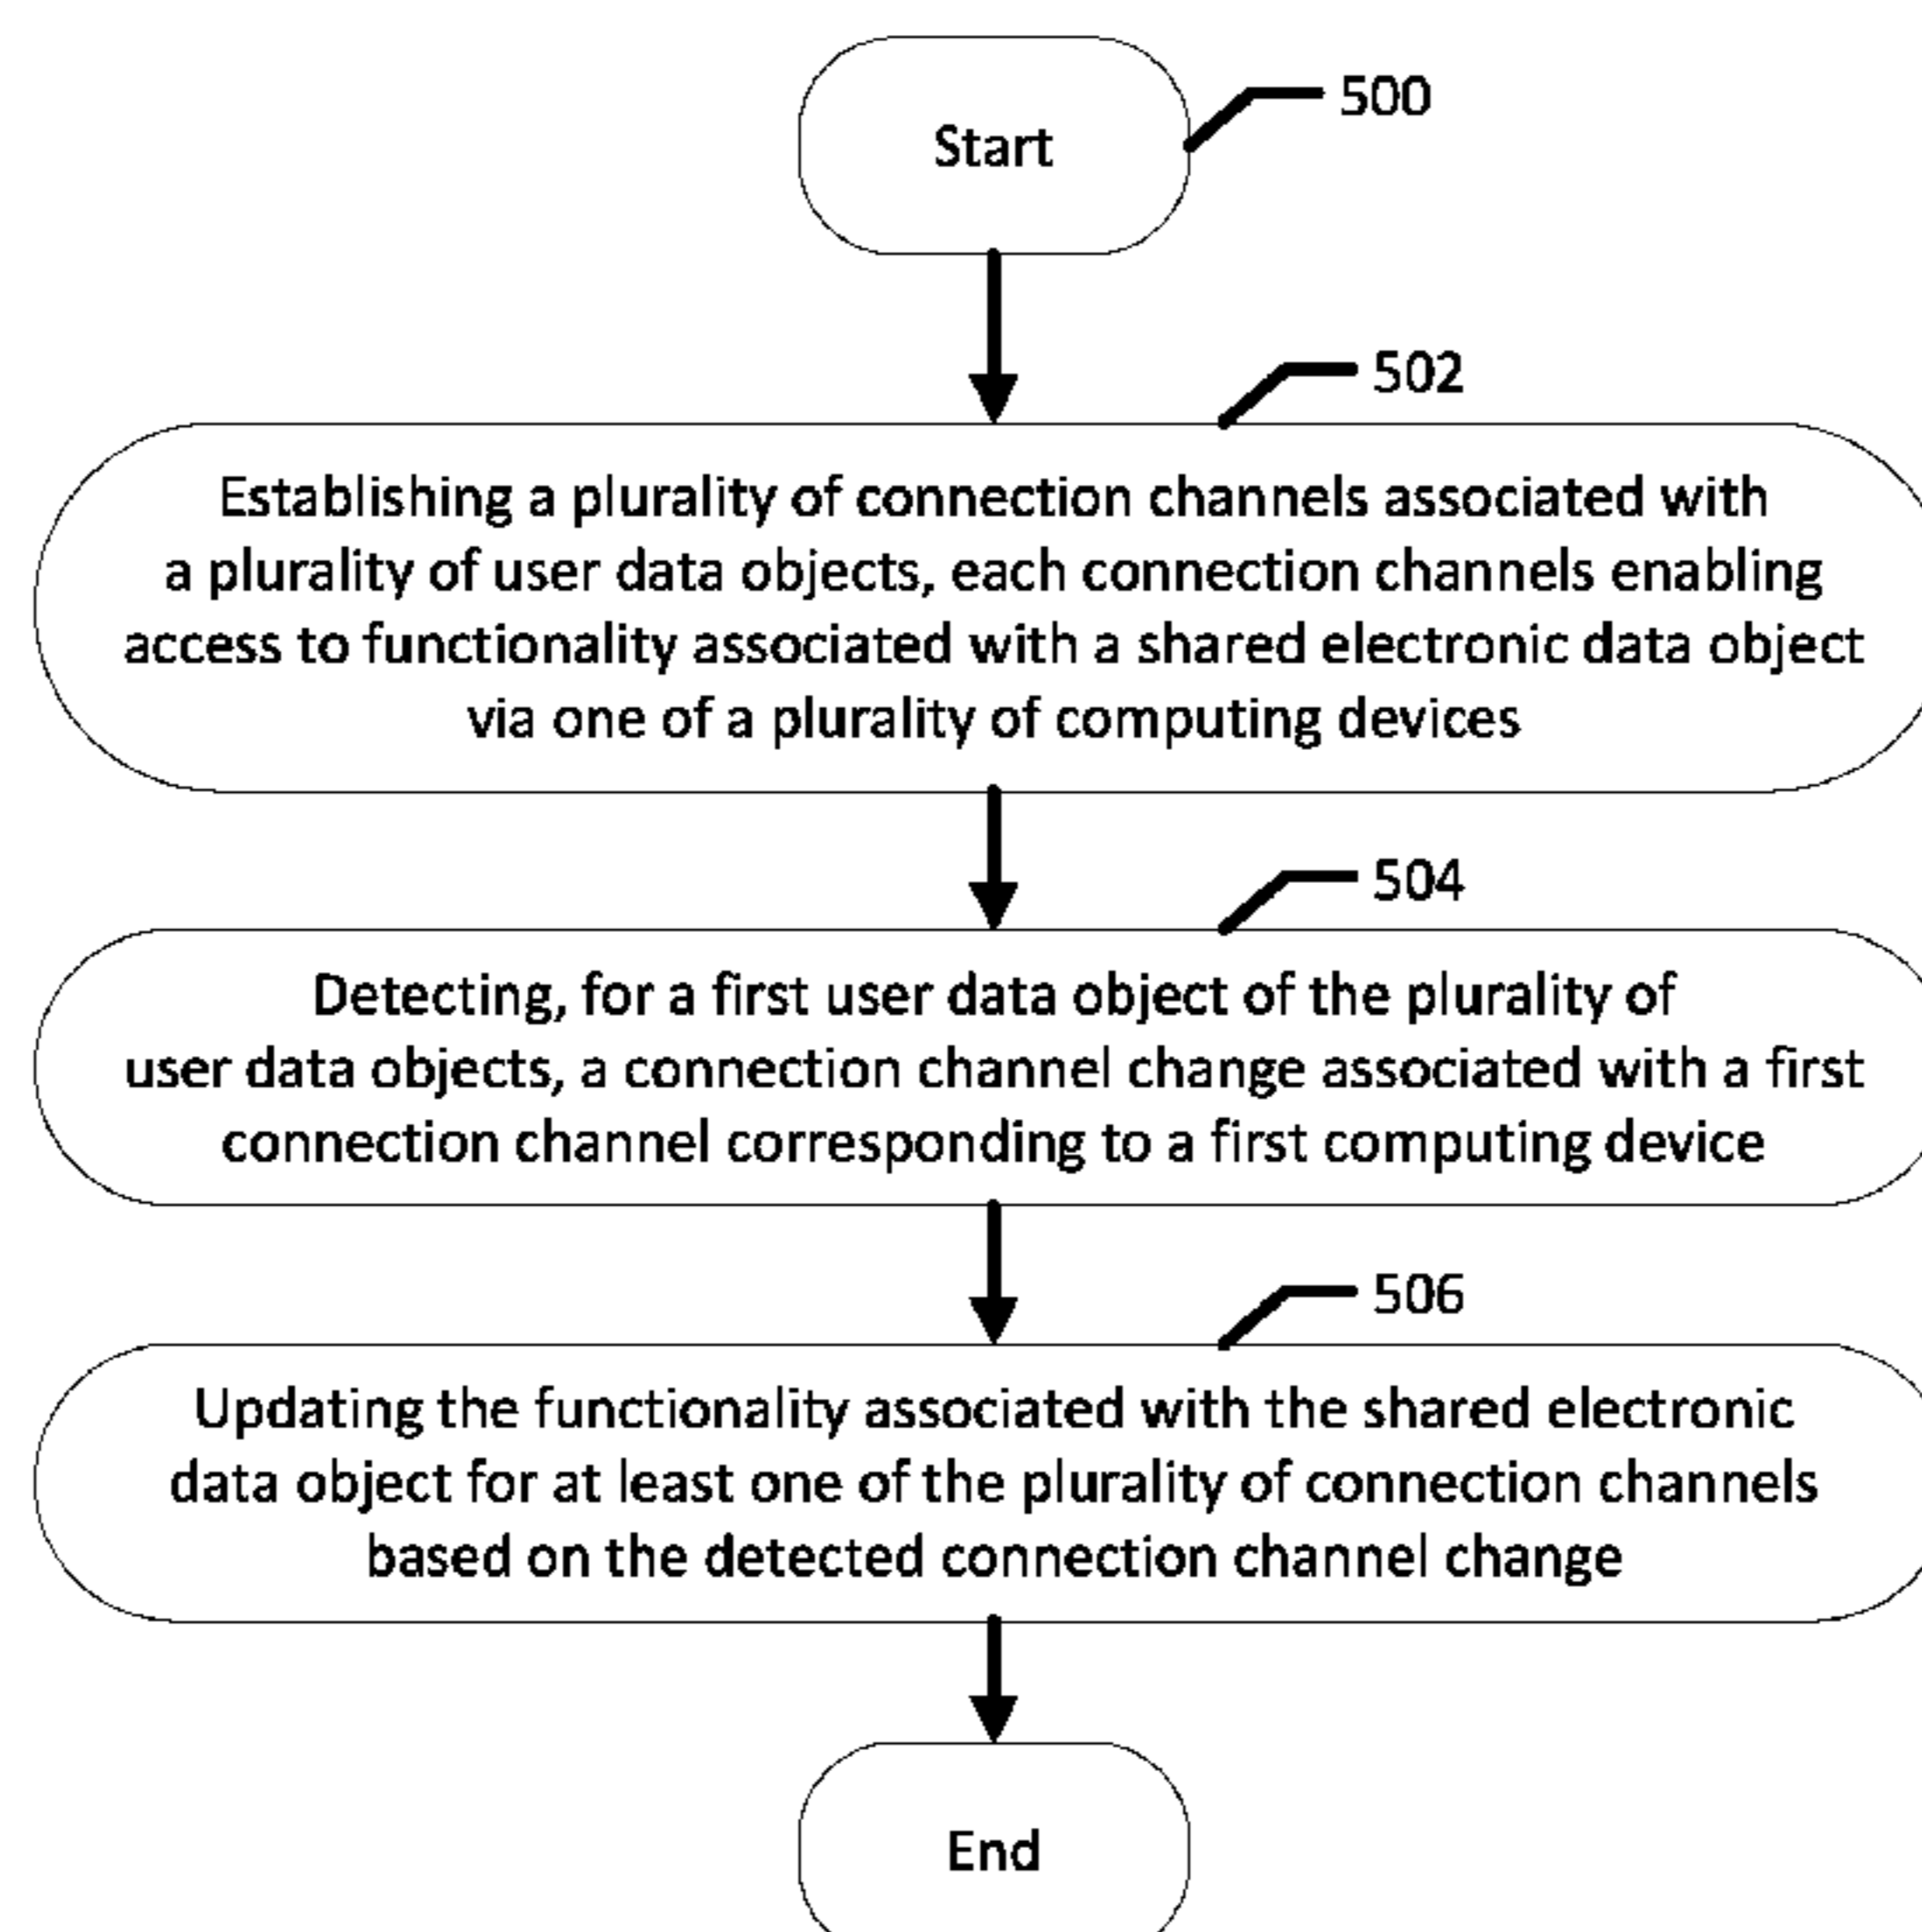 Start
500
502
Establishing a plurality of connection channels associated with
a plurality of user data objects, each connection channels enabling
access to functionality associated with a shared electronic data object
via one of a plurality of computing devices
504
Detecting, for a first user data object of the plurality of
user data objects, a connection channel change associated with a first
connection channel corresponding to a first computing device
506
Updating the functionality associated with the shared electronic
data object for at least one of the plurality of connection channels
based on the detected connection channel change
End